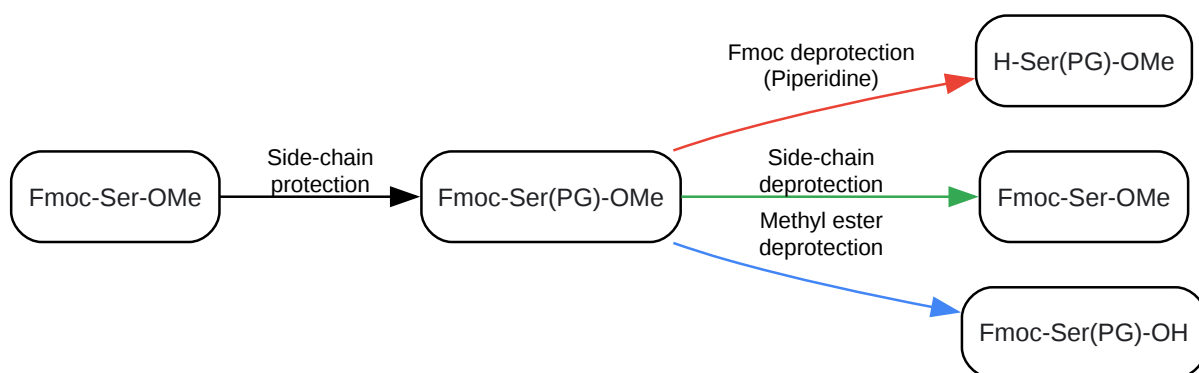 Fmoc deprotection
(Piperidine)
H-Ser(PG)-OMe
Fmoc-Ser-OMe
Side-chain
protection
Fmoc-Ser(PG)-OMe
Side-chain
deprotection
Fmoc-Ser-OMe
Methyl ester
deprotection
Fmoc-Ser(PG)-OH